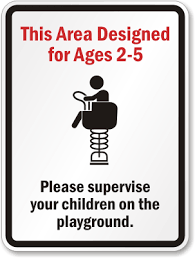 This Area Designed
for Ages 2-5
Please supervise
your children on the
playground.